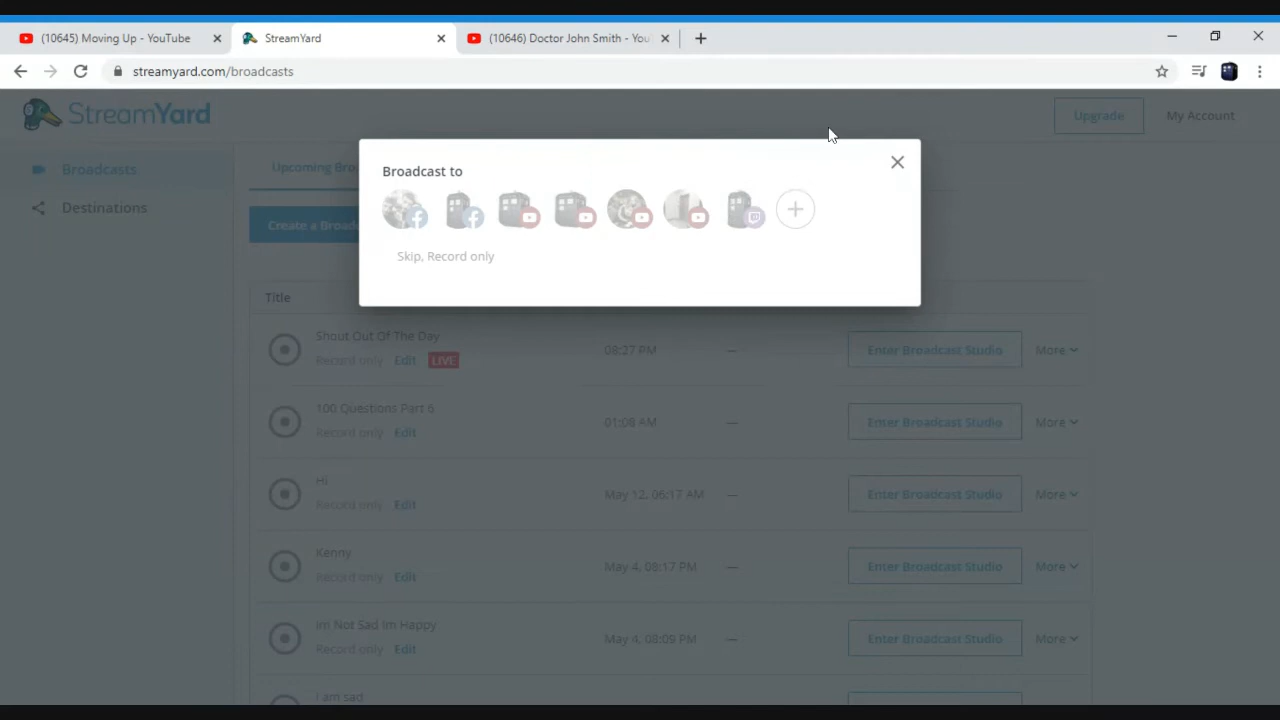 (10645) Moving Up - YouTube
StreamYard
(10646) Doctor John Smith - You
streamyard.com/broadcasts
StreamYard
Upgrade
My Account
Broadcasts
Destinations
Upcoming Bro
Create a Broad
Broadcast to
Skip, Record only
Title
Shout Out Of The Day
Record only Edit LIVE
08:27 PM
—
Enter Broadcast Studio
More
100 Questions Part 6
Record only Edit
01:08 AM
—
Enter Broadcast Studio
More
Hi
Record only Edit
May 12, 06:17 AM
—
Enter Broadcast Studio
More
Kenny
Record only Edit
May 4, 08:17 PM
—
Enter Broadcast Studio
More
Im Not Sad Im Happy
Record only Edit
May 4, 08:09 PM
—
Enter Broadcast Studio
More
I am sad